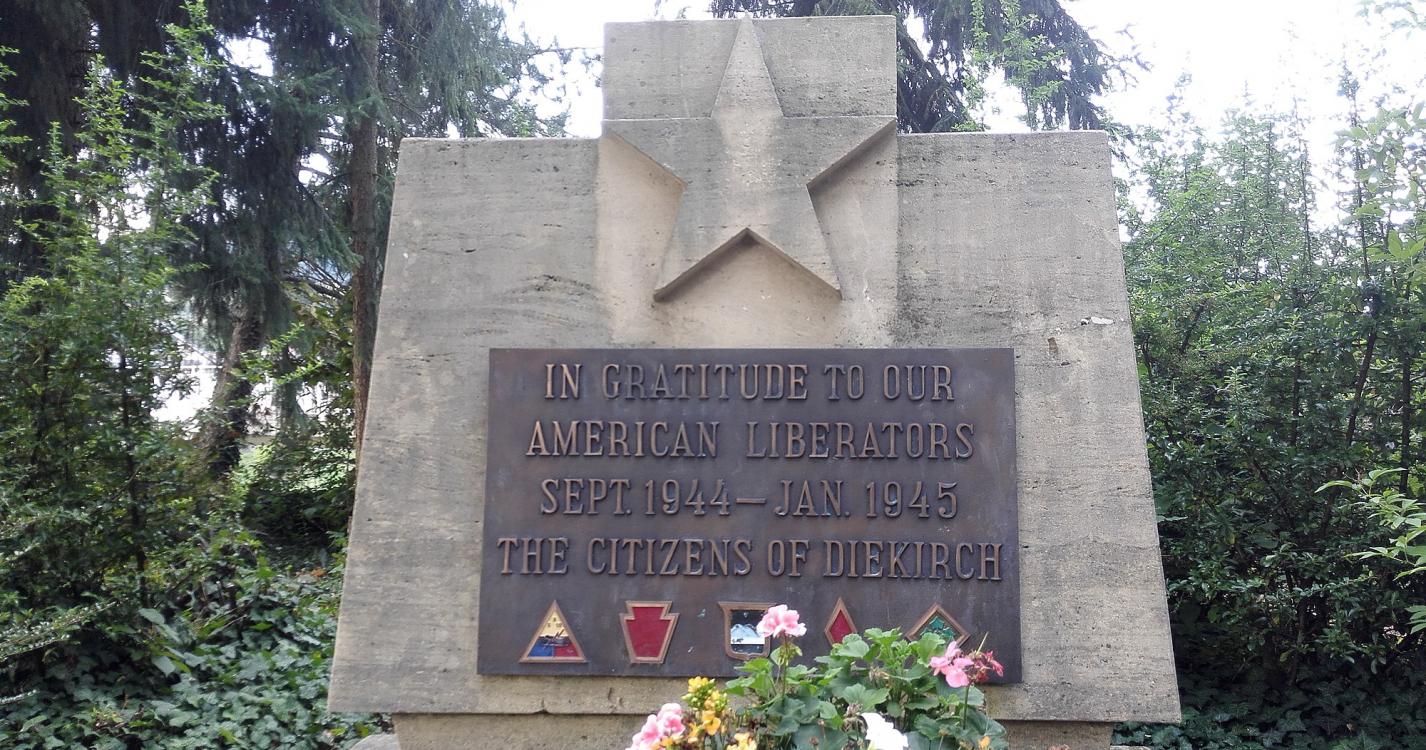 IN GRATITUDE TO OUR
AMERICAN LIBERATORS
SEPT. 1944 — JAN. 1945
THE CITIZENS OF DIEKIRCH